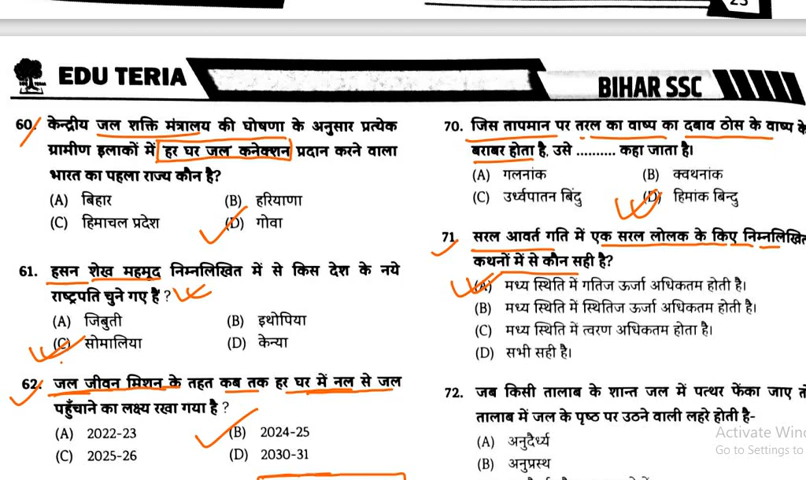 23
EDU TERIA
BIHAR SSC
60. केन्द्रीय जल शक्ति मंत्रालय की घोषणा के अनुसार प्रत्येक
ग्रामीण इलाकों में हर घर जल कनेक्शन प्रदान करने वाला
भारत का पहला राज्य कौन है?
(A) बिहार (B) हरियाणा
(C) हिमाचल प्रदेश (D) गोवा
61. हसन शेख महमूद निम्नलिखित में से किस देश के नये
राष्ट्रपति चुने गए हैं ?
(A) जिबुती (B) इथोपिया
(C) सोमालिया (D) केन्या
62. जल जीवन मिशन के तहत कब तक हर घर में नल से जल
पहुँचाने का लक्ष्य रखा गया है ?
(A) 2022-23 (B) 2024-25
(C) 2025-26 (D) 2030-31
70. जिस तापमान पर तरल का वाष्प का दबाव ठोस के वाष्प के
बराबर होता है, उसे .......... कहा जाता है।
(A) गलनांक (B) क्वथनांक
(C) उर्ध्वपातन बिंदु (D) हिमांक बिन्दु
71. सरल आवर्त गति में एक सरल लोलक के किए निम्नलिखित
कथनों में से कौन सही है?
(A) मध्य स्थिति में गतिज ऊर्जा अधिकतम होती है।
(B) मध्य स्थिति में स्थितिज ऊर्जा अधिकतम होती है।
(C) मध्य स्थिति में त्वरण अधिकतम होता है।
(D) सभी सही है।
72. जब किसी तालाब के शान्त जल में पत्थर फेंका जाए तो
तालाब में जल के पृष्ठ पर उठने वाली लहरे होती है-
(A) अनुदैर्ध्य
(B) अनुप्रस्थ
Activate Win
Go to Settings to